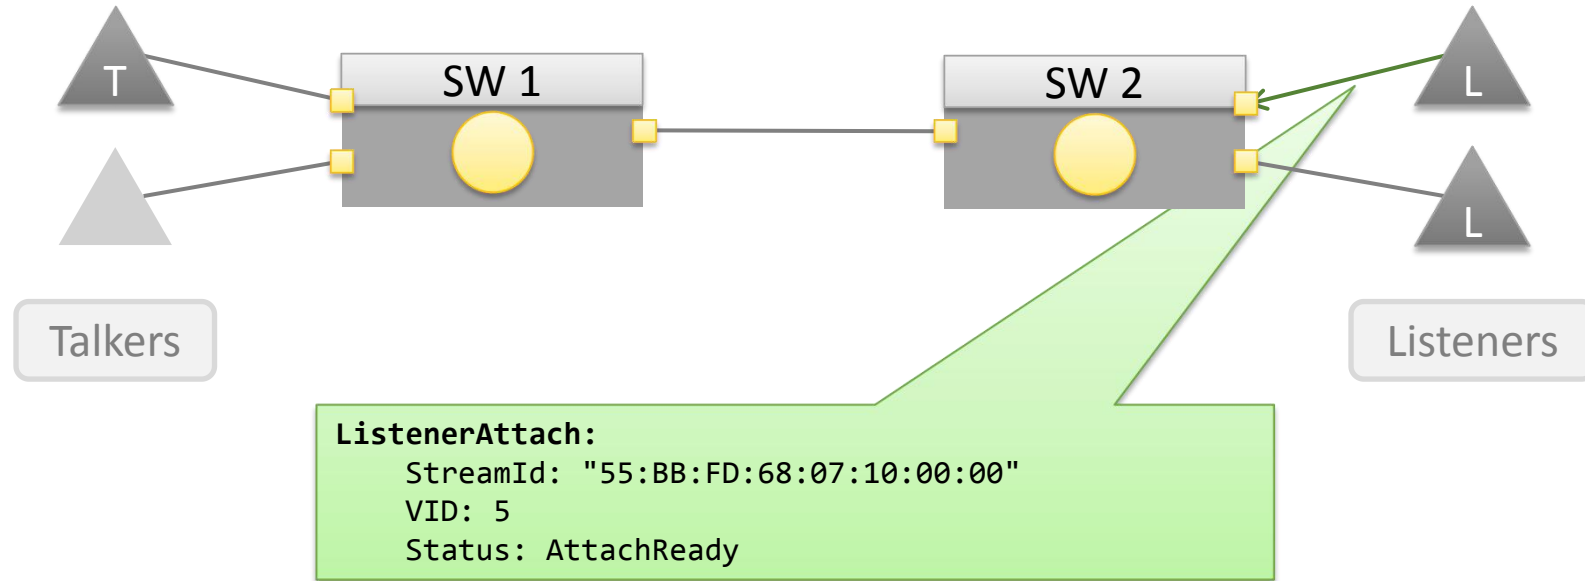 T
SW 1
SW 2
L
L
Talkers
Listeners
ListenerAttach:
StreamId: "55:BB:FD:68:07:10:00:00"
VID: 5
Status: AttachReady